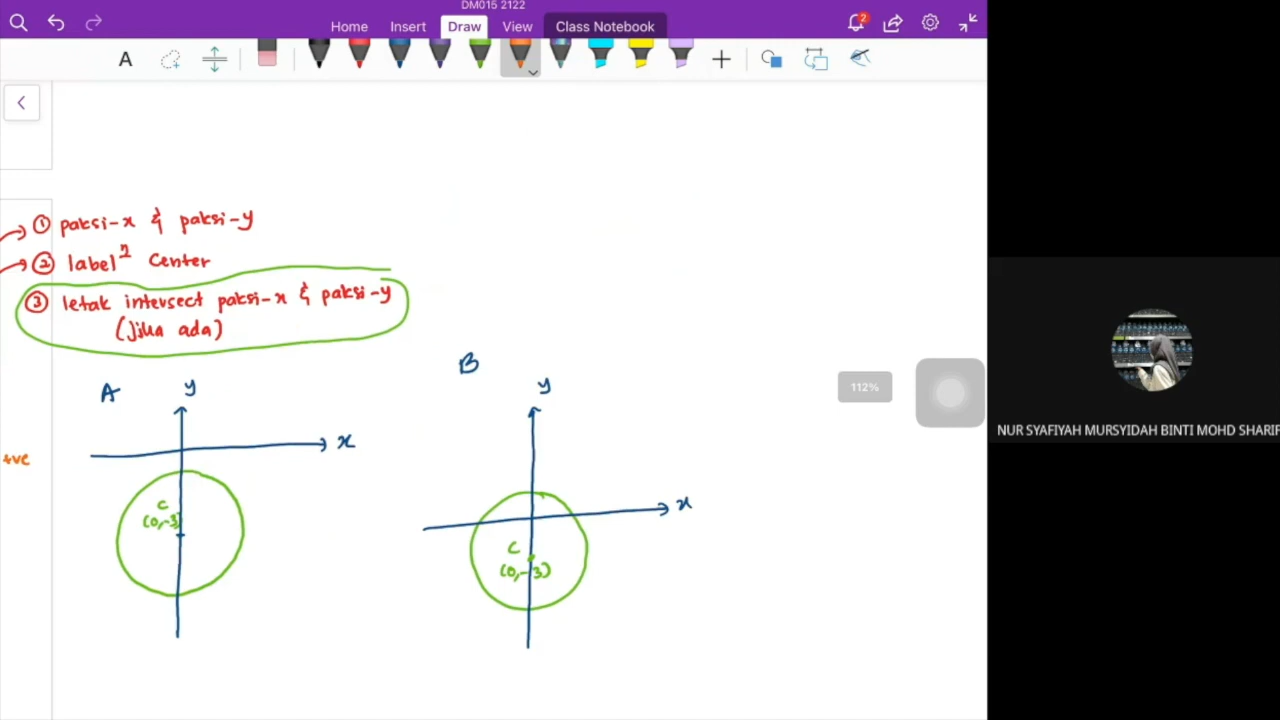 DM015 2122
Home Insert Draw View Class Notebook
2
A
① paksi-x & paksi-y
② label² center
③ letak intersect paksi-x & paksi-y
(jika ada)
A
y
x
C
(0,-3)
B
y
x
C
(0,-3)
+ve
112%
NUR SYAFIYAH MURSYIDAH BINTI MOHD SHARIF